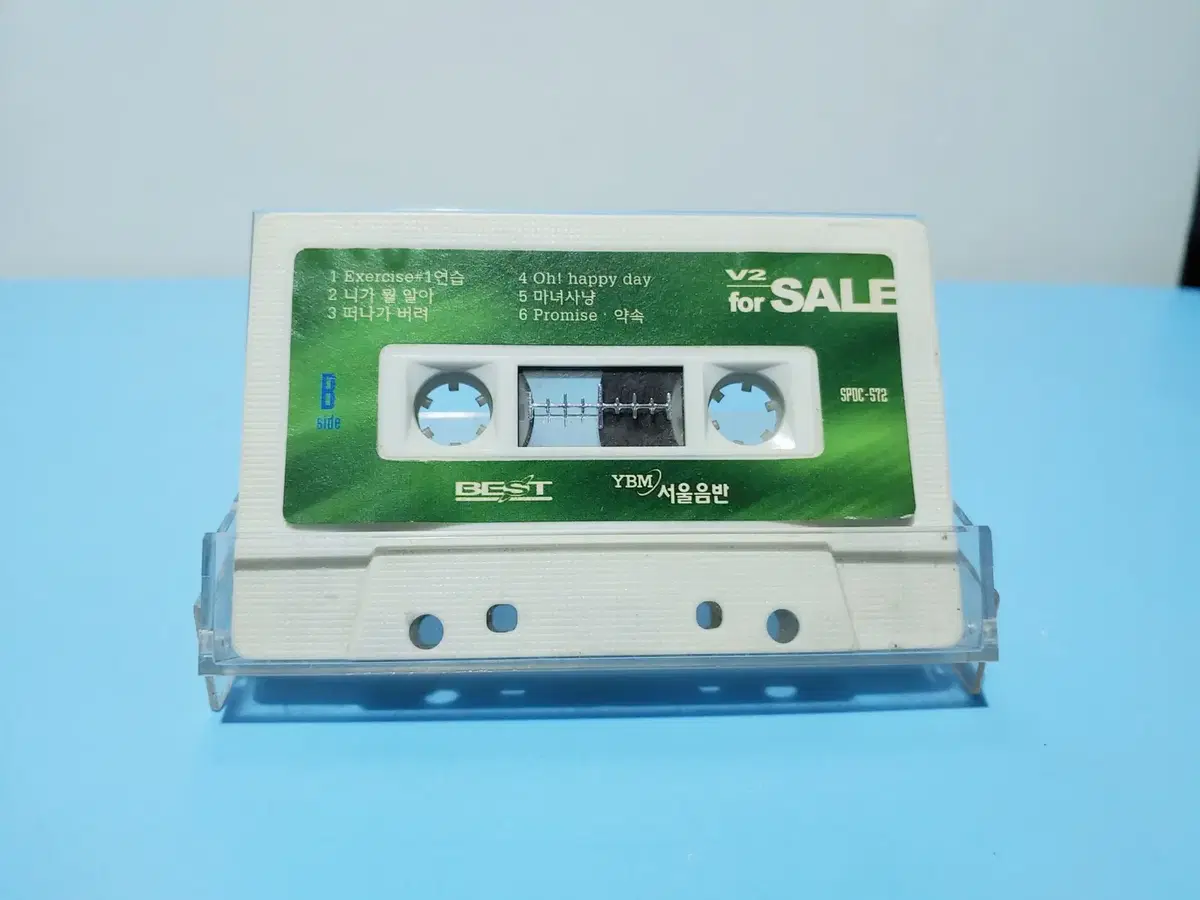 1 Exercise#1연습
2 니가 뭘 알아
3 떠나가 버려
4 Oh! happy day
5 마녀사냥
6 Promise · 약속
V2
for SALE
B
side
SPDC-572
BEST
YBM 서울음반